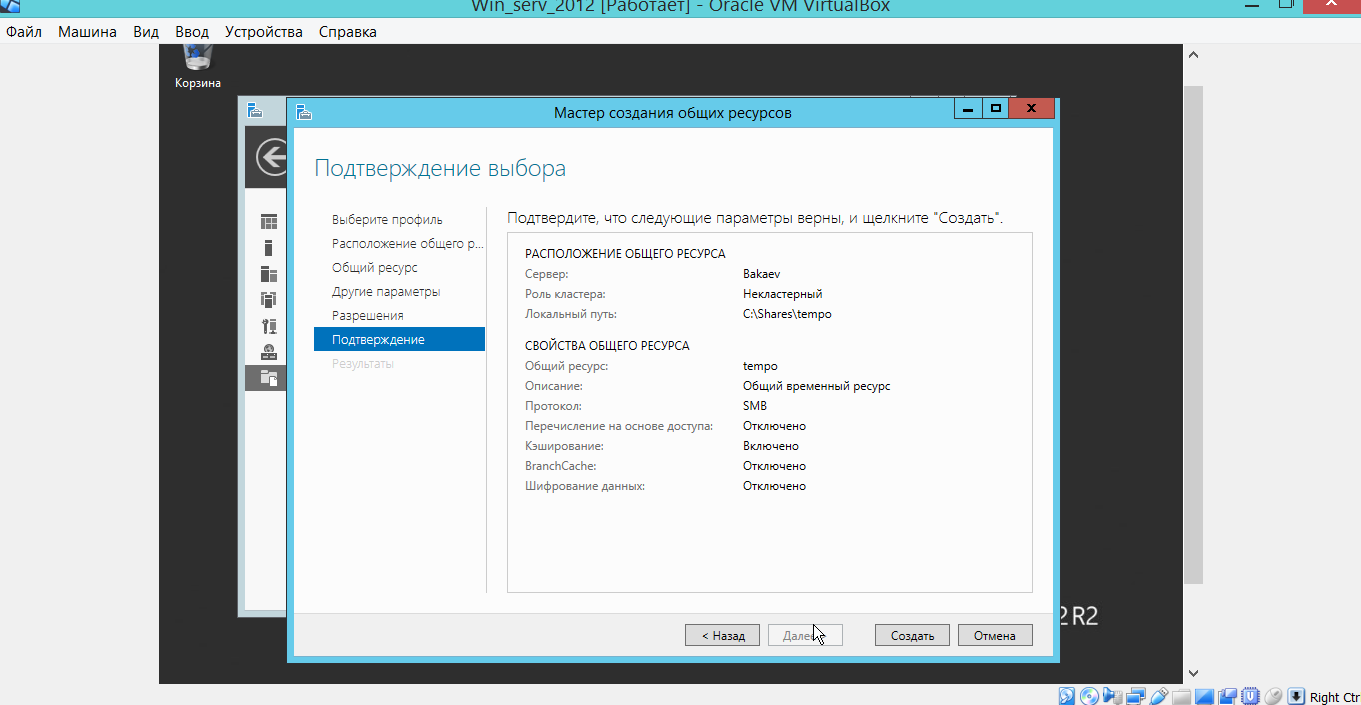 Win_serv_2012 [Работает] - Oracle VM VirtualBox
Файл Машина Вид Ввод Устройства Справка
Корзина
Мастер создания общих ресурсов
Подтверждение выбора
Выберите профиль
Расположение общего р...
Общий ресурс
Другие параметры
Разрешения
Подтверждение
Результаты
Подтвердите, что следующие параметры верны, и щелкните "Создать".
РАСПОЛОЖЕНИЕ ОБЩЕГО РЕСУРСА
Сервер: Bakaev
Роль кластера: Некластерный
Локальный путь: C:\Shares\tempo
СВОЙСТВА ОБЩЕГО РЕСУРСА
Общий ресурс: tempo
Описание: Общий временный ресурс
Протокол: SMB
Перечисление на основе доступа: Отключено
Кэширование: Включено
BranchCache: Отключено
Шифрование данных: Отключено
2 R2
< Назад
Создать
Отмена
Right Ctr